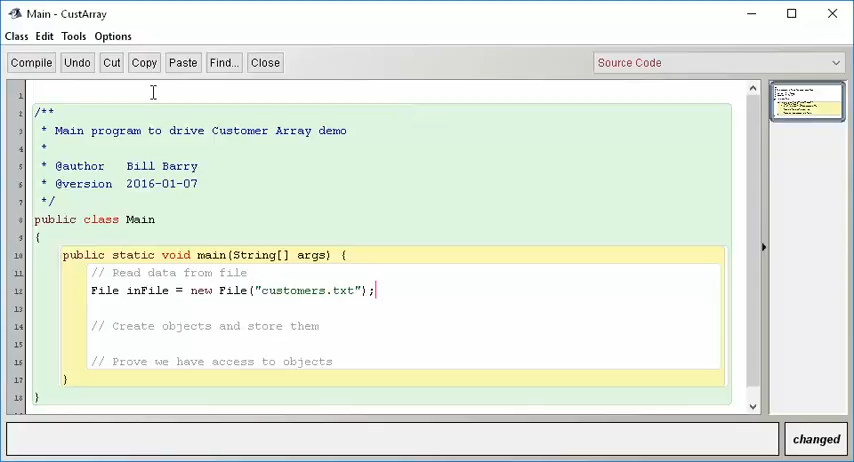 Main - CustArray
Class Edit Tools Options
Compile Undo Cut Copy Paste Find... Close Source Code
1
2 /**
3 * Main program to drive Customer Array demo
4 *
5 * @author Bill Barry
6 * @version 2016-01-07
7 */
8 public class Main
9 {
10 public static void main(String[] args) {
11 // Read data from file
12 File inFile = new File("customers.txt");
13
14 // Create objects and store them
15
16 // Prove we have access to objects
17 }
18 }
changed